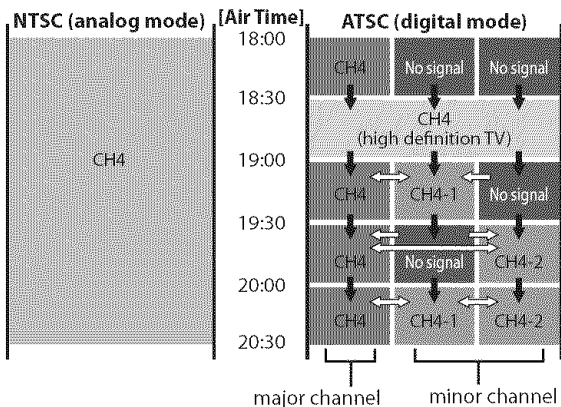 NTSC (analog mode) [Air Time] ATSC (digital mode)
18:00
CH4 No signal No signal
18:30
CH4
(high definition TV)
CH4
19:00
CH4 CH4-1 No signal
19:30
CH4 No signal CH4-2
20:00
CH4 CH4-1 CH4-2
20:30
major channel minor channel